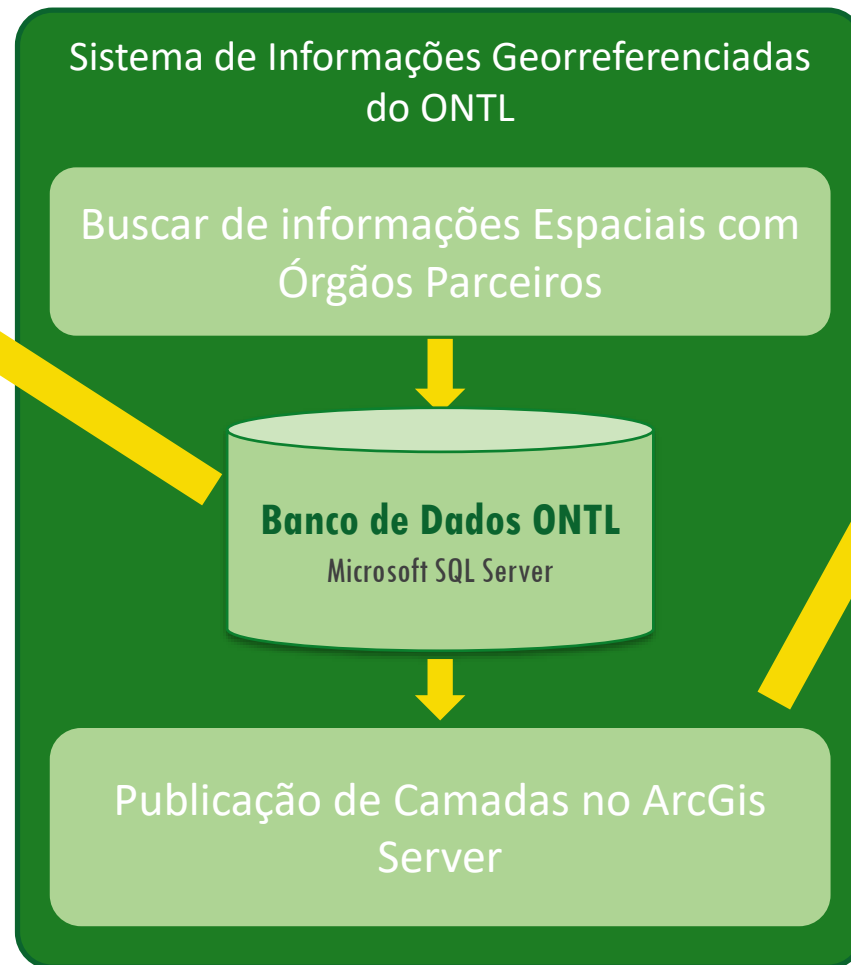 Sistema de Informações Georreferenciadas
do ONTL
Buscar de informações Espaciais com
Órgãos Parceiros
Banco de Dados ONTL
Microsoft SQL Server
Publicação de Camadas no ArcGis
Server